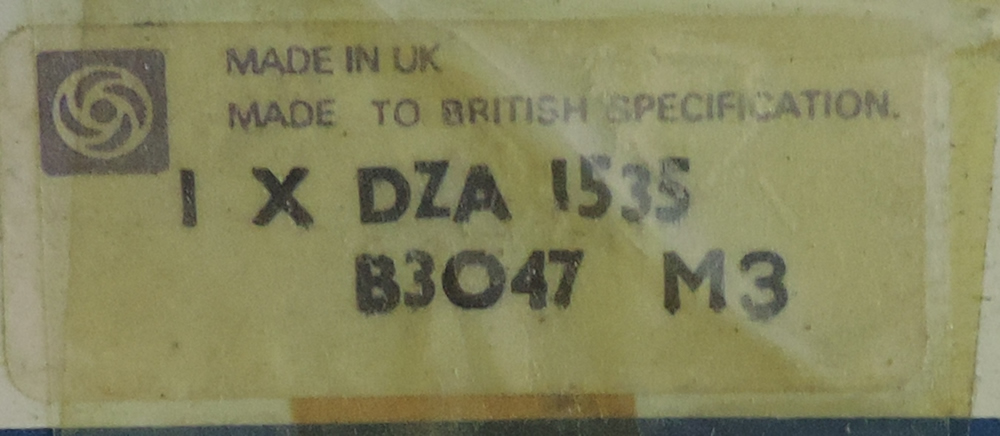 MADE IN UK
MADE TO BRITISH SPECIFICATION.
1 X DZA 1535
B3047 M3